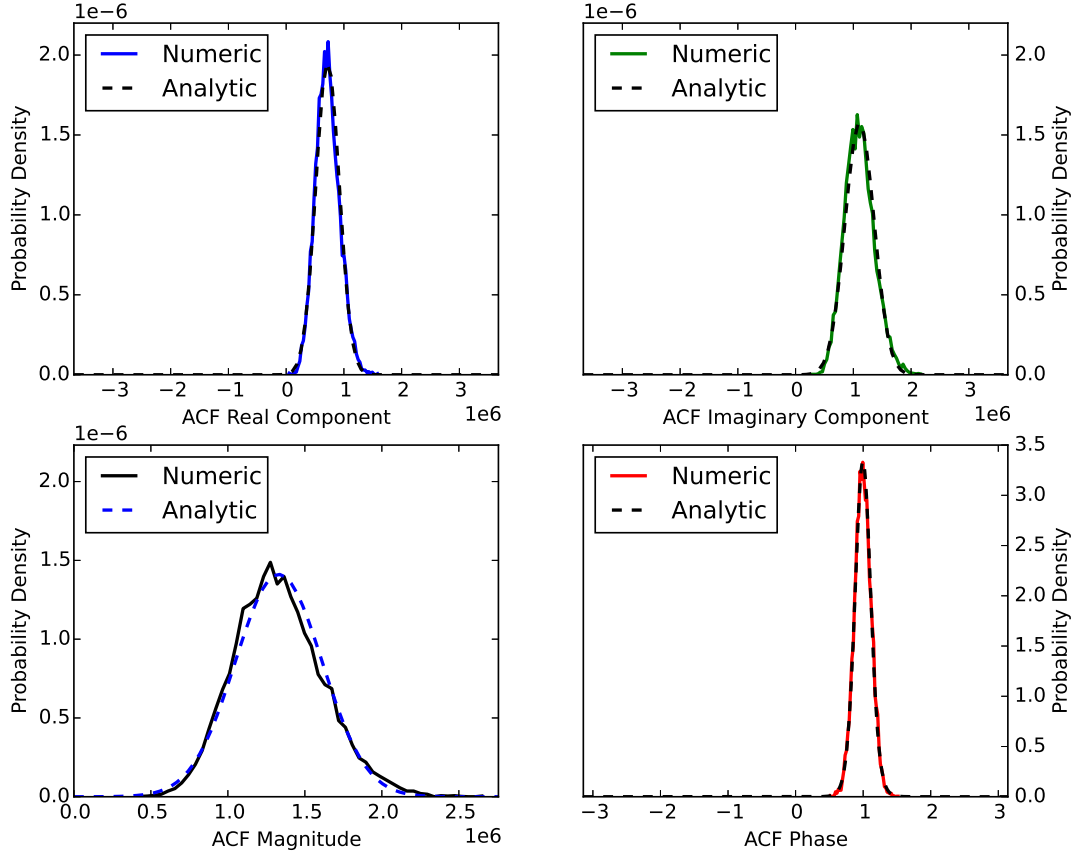 1e−6
Numeric
Analytic
2.0
1.5
1.0
0.5
0.0
Probability Density
−3 −2 −1 0 1 2 3
1e6
ACF Real Component
1e−6
Numeric
Analytic
2.0
1.5
1.0
0.5
0.0
Probability Density
−3 −2 −1 0 1 2 3
1e6
ACF Imaginary Component
1e−6
Numeric
Analytic
2.0
1.5
1.0
0.5
0.0
Probability Density
0.0 0.5 1.0 1.5 2.0 2.5
1e6
ACF Magnitude
Numeric
Analytic
3.5
3.0
2.5
2.0
1.5
1.0
0.5
0.0
Probability Density
−3 −2 −1 0 1 2 3
ACF Phase